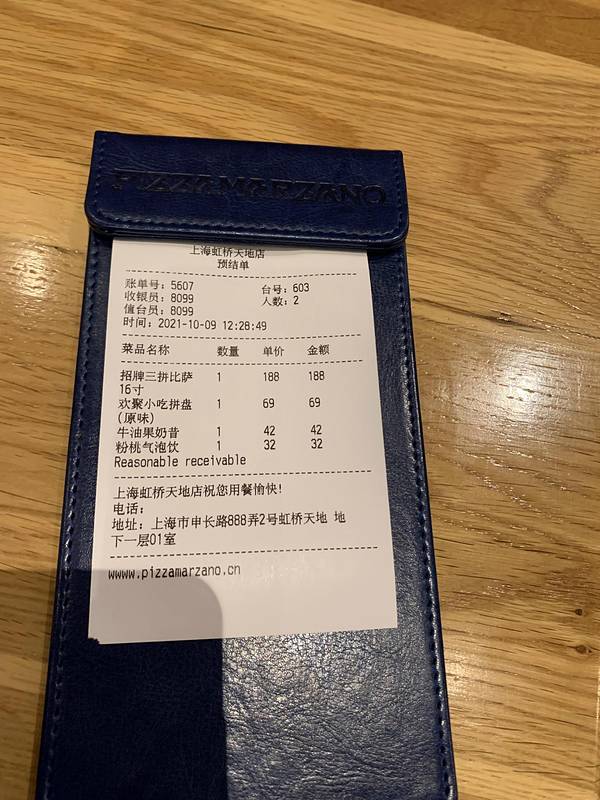 PIZZAMARZANO
上海虹桥天地店
预结单
账单号：5607 台号：603
收银员：8099 人数：2
值台员：8099
时间：2021-10-09 12:28:49
菜品名称 数量 单价 金额
招牌三拼比萨 1 188 188
16寸
欢聚小吃拼盘 1 69 69
(原味)
牛油果奶昔 1 42 42
粉桃气泡饮 1 32 32
Reasonable receivable
上海虹桥天地店祝您用餐愉快！
电话：
地址：上海市申长路888弄2号虹桥天地 地
下一层01室
wwww.pizzamarzano.cn